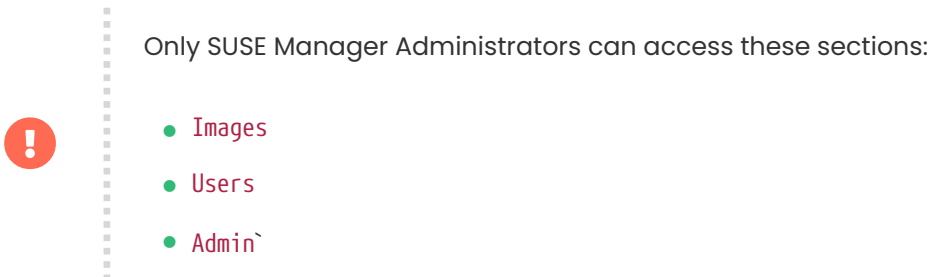 Only SUSE Manager Administrators can access these sections:
Images
Users
Admin`